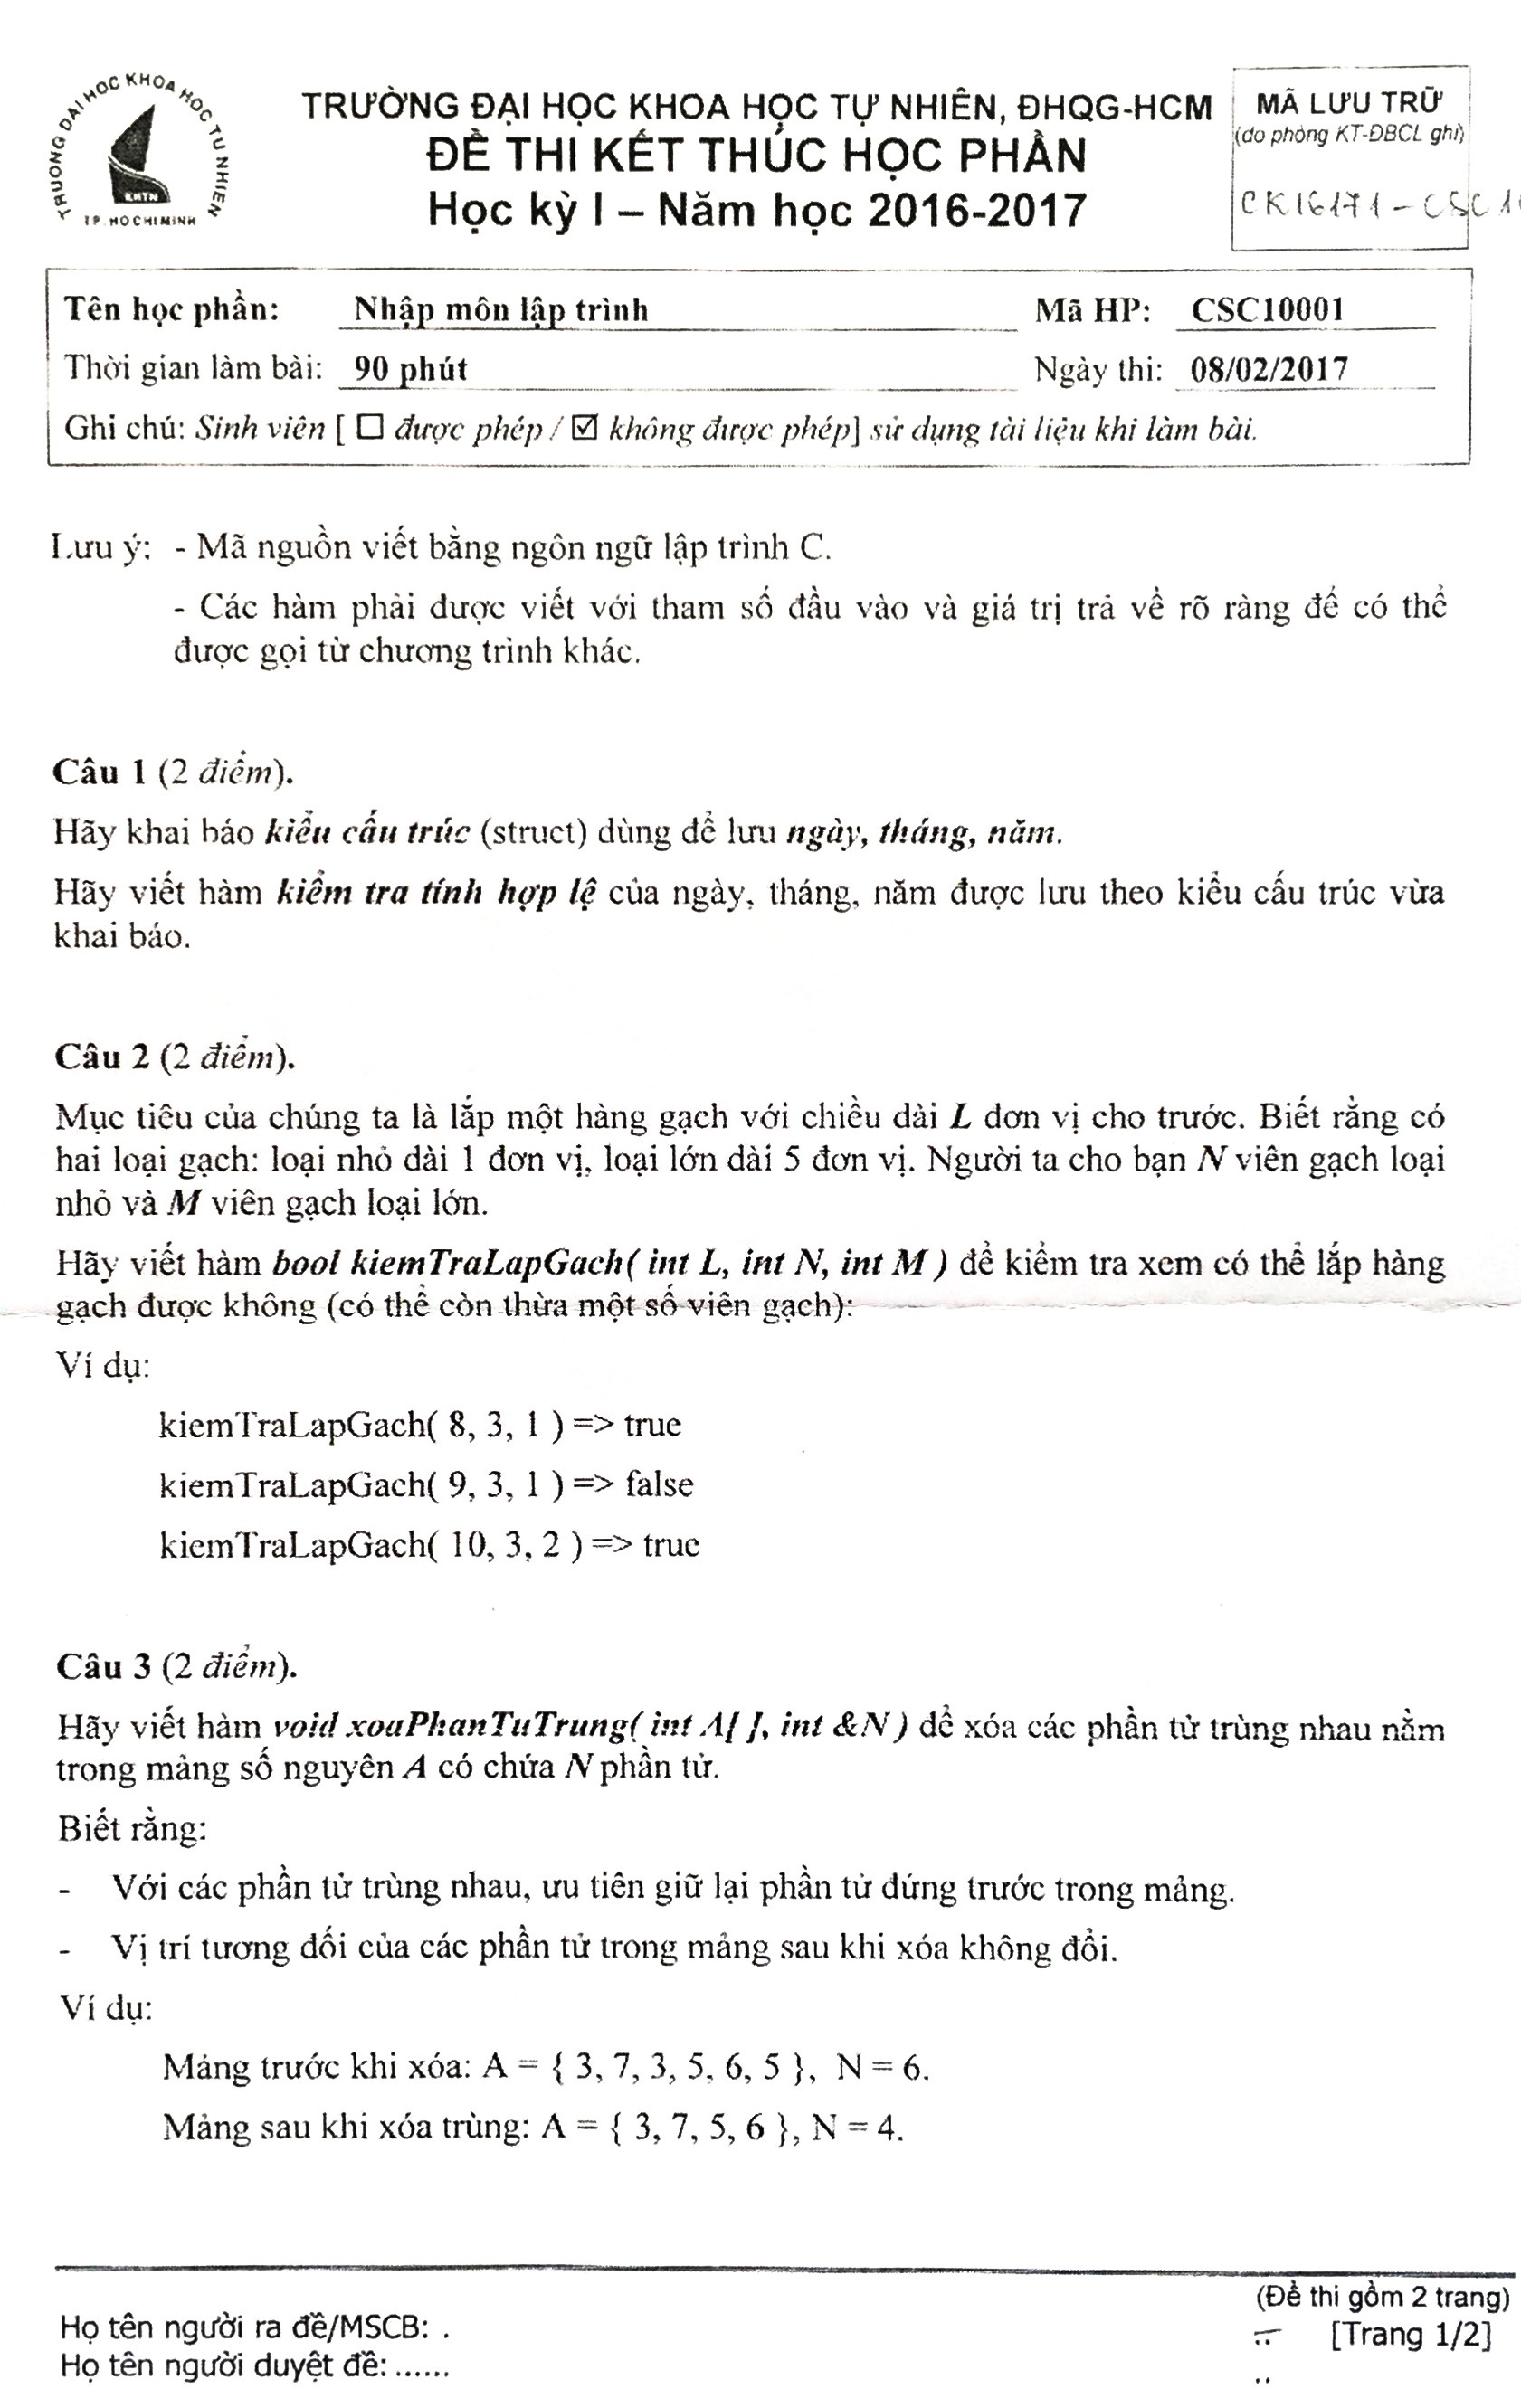 TRƯỜNG ĐẠI HỌC KHOA HỌC TỰ NHIÊN, ĐHQG-HCM
ĐỀ THI KẾT THÚC HỌC PHẦN
Học kỳ I – Năm học 2016-2017
TRUONG DAI HOC KHOA HOC TU NHIEN
KHTN
TP. HO CHI MINH
MÃ LƯU TRỮ
(do phòng KT-ĐBCL ghi)
CK16171 - CSC1
Tên học phần: Nhập môn lập trình Mã HP: CSC10001
Thời gian làm bài: 90 phút Ngày thi: 08/02/2017
Ghi chú: Sinh viên [ ☐ được phép / ☑ không được phép] sử dụng tài liệu khi làm bài.
Lưu ý: - Mã nguồn viết bằng ngôn ngữ lập trình C.
- Các hàm phải được viết với tham số đầu vào và giá trị trả về rõ ràng để có thể
được gọi từ chương trình khác.
Câu 1 (2 điểm).
Hãy khai báo kiểu cấu trúc (struct) dùng để lưu ngày, tháng, năm.
Hãy viết hàm kiểm tra tính hợp lệ của ngày, tháng, năm được lưu theo kiểu cấu trúc vừa
khai báo.
Câu 2 (2 điểm).
Mục tiêu của chúng ta là lắp một hàng gạch với chiều dài L đơn vị cho trước. Biết rằng có
hai loại gạch: loại nhỏ dài 1 đơn vị, loại lớn dài 5 đơn vị. Người ta cho bạn N viên gạch loại
nhỏ và M viên gạch loại lớn.
Hãy viết hàm bool kiemTraLapGach( int L, int N, int M ) để kiểm tra xem có thể lắp hàng
gạch được không (có thể còn thừa một số viên gạch):
Ví dụ:
kiemTraLapGach( 8, 3, 1 ) => true
kiemTraLapGach( 9, 3, 1 ) => false
kiemTraLapGach( 10, 3, 2 ) => true
Câu 3 (2 điểm).
Hãy viết hàm void xoaPhanTuTrung( int A[ ], int &N ) để xóa các phần tử trùng nhau nằm
trong mảng số nguyên A có chứa N phần tử.
Biết rằng:
- Với các phần tử trùng nhau, ưu tiên giữ lại phần tử đứng trước trong mảng.
- Vị trí tương đối của các phần tử trong mảng sau khi xóa không đổi.
Ví dụ:
Mảng trước khi xóa: A = { 3, 7, 3, 5, 6, 5 }, N = 6.
Mảng sau khi xóa trùng: A = { 3, 7, 5, 6 }, N = 4.
(Đề thi gồm 2 trang)
Họ tên người ra đề/MSCB: .
[Trang 1/2]
Họ tên người duyệt đề: ......